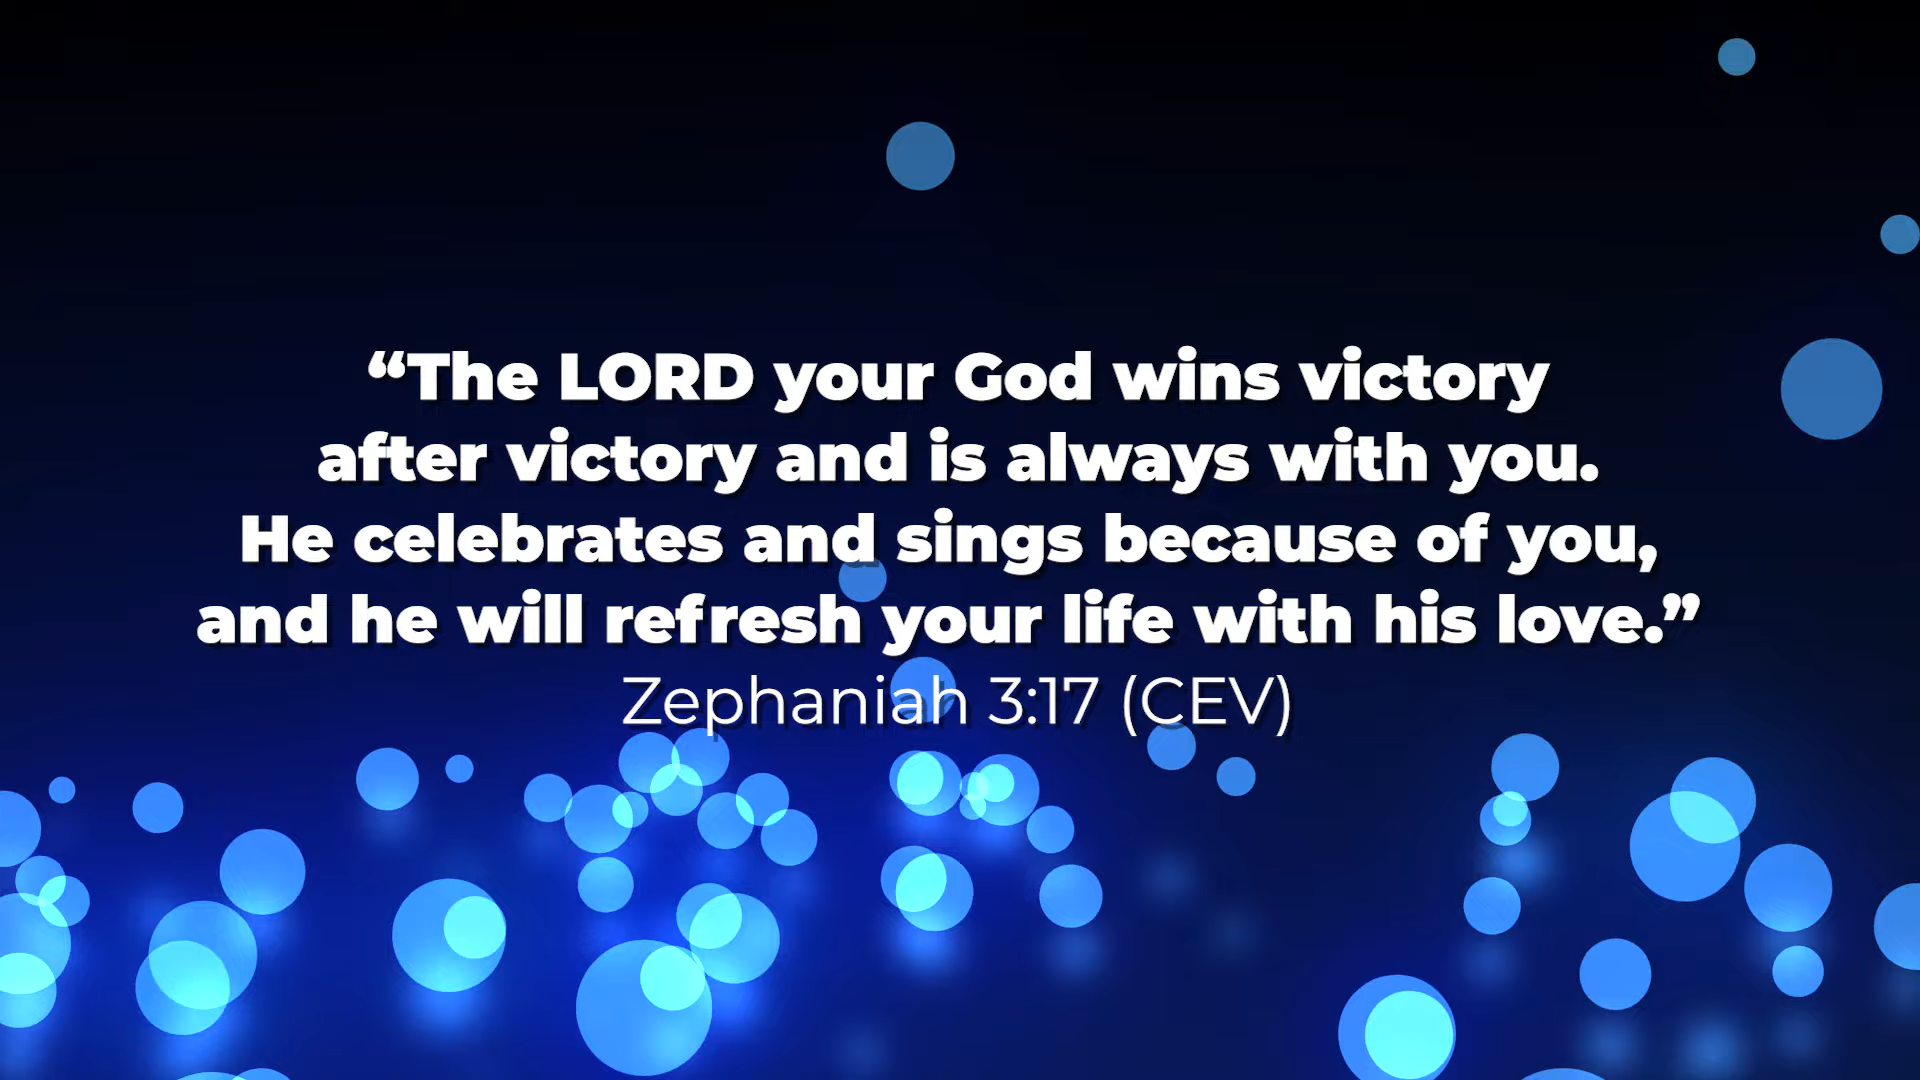 “The LORD your God wins victory
after victory and is always with you.
He celebrates and sings because of you,
and he will refresh your life with his love.”
Zephaniah 3:17 (CEV)